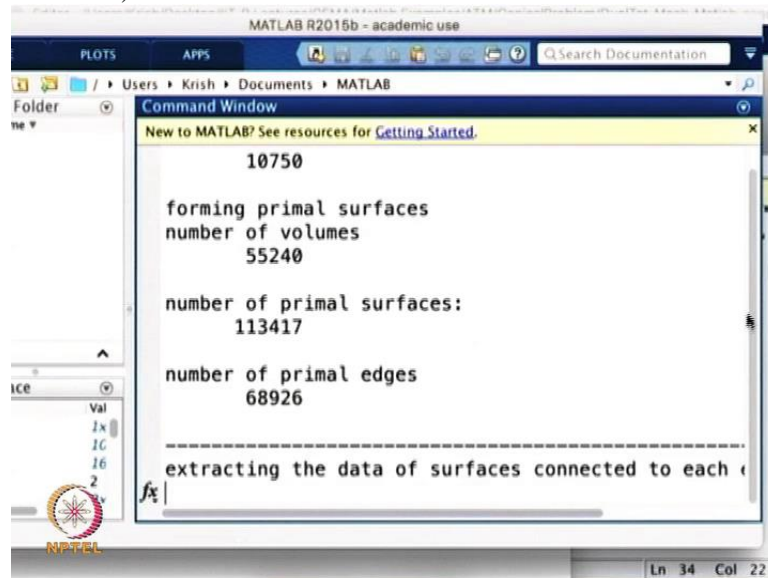 MATLAB R2015b - academic use
PLOTS APPS Search Documentation
/ Users Krish Documents MATLAB
Folder Command Window
New to MATLAB? See resources for Getting Started.
10750
forming primal surfaces
number of volumes
55240
number of primal surfaces:
113417
number of primal edges
68926
extracting the data of surfaces connected to each
fx
Val
16
2
NPTEL
Ln 34 Col 22